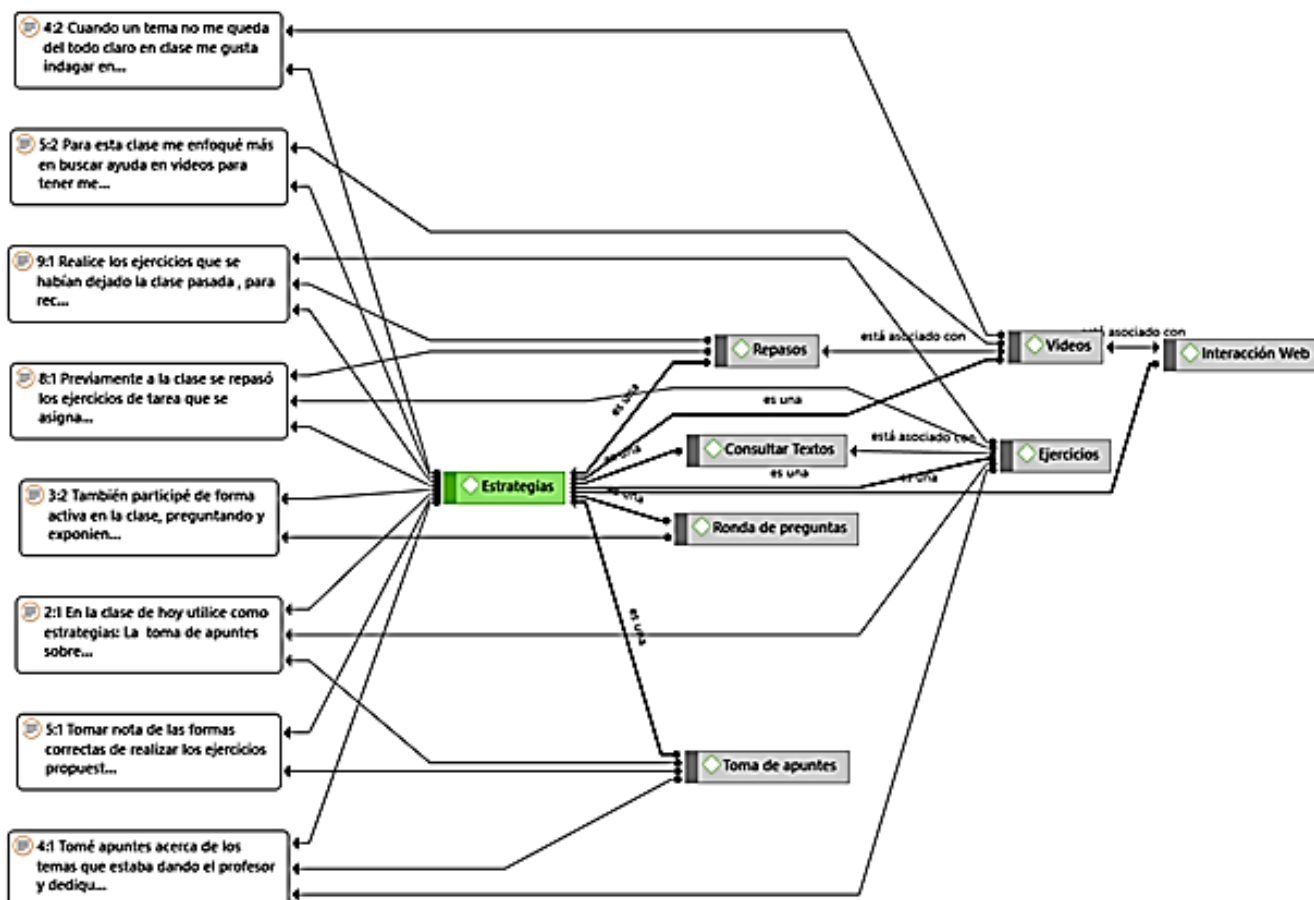 4:2 Cuando un tema no me queda
del todo claro en clase me gusta
indagar en...
5:2 Para esta clase me enfoqué más
en buscar ayuda en videos para
tener me...
9:1 Realice los ejercicios que se
habían dejado la clase pasada , para
rec...
8:1 Previamente a la clase se repasó
los ejercicios de tarea que se
asigna...
3:2 También participé de forma
activa en la clase, preguntando y
exponien...
2:1 En la clase de hoy utilice como
estrategias: La toma de apuntes
sobre...
5:1 Tomar nota de las formas
correctas de realizar los ejercicios
propuest...
4:1 Tomé apuntes acerca de los
temas que estaba dando el profesor
y dediqu...
Estrategias
Repasos
está asociado con
Videos
está asociado con
Interacción Web
es una
es una
es una
Consultar Textos
está asociado con
Ejercicios
es una
es una
es una
Ronda de preguntas
es una
Toma de apuntes